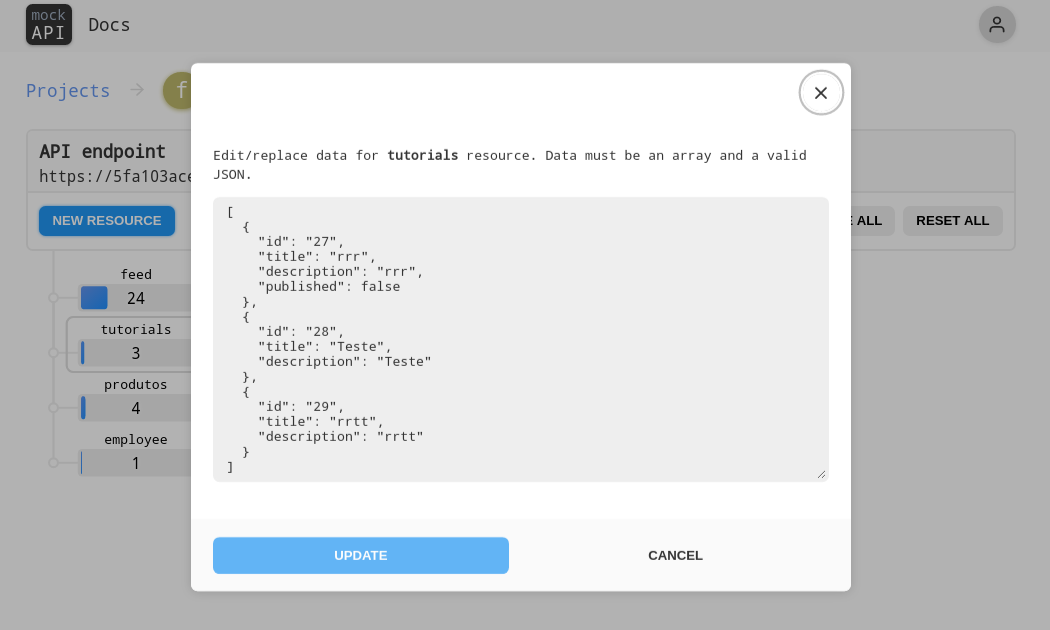 mock
API
Docs
Projects
f
Edit/replace data for tutorials resource. Data must be an array and a valid
JSON.
API endpoint
https://5fa103ace
NEW RESOURCE
ALL
RESET ALL
[
{
"id": "27",
"title": "rrr",
"description": "rrr",
"published": false
},
{
"id": "28",
"title": "Teste",
"description": "Teste"
},
{
"id": "29",
"title": "rrtt",
"description": "rrtt"
}
]
feed
24
tutorials
3
produtos
4
employee
1
UPDATE
CANCEL